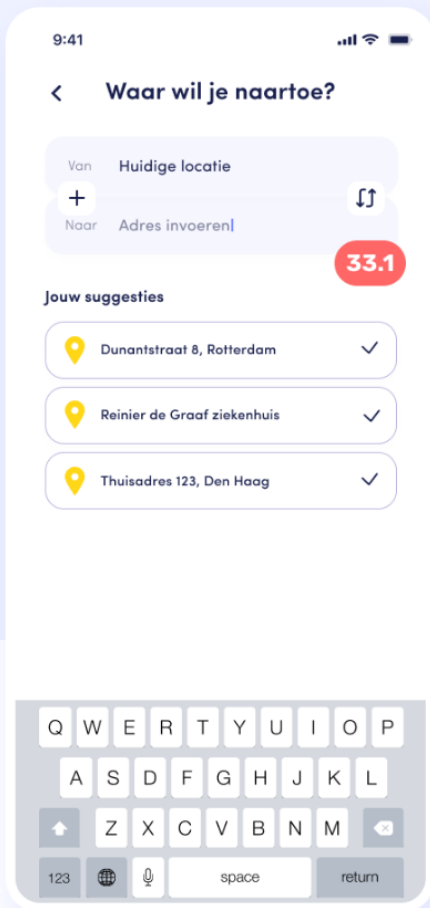 9:41
Waar wil je naartoe?
Van Huidige locatie
+
Naar Adres invoeren
33.1
Jouw suggesties
Dunantstraat 8, Rotterdam
Reinier de Graaf ziekenhuis
Thuisadres 123, Den Haag
Q W E R T Y U I O P
A S D F G H J K L
Z X C V B N M
123 space return